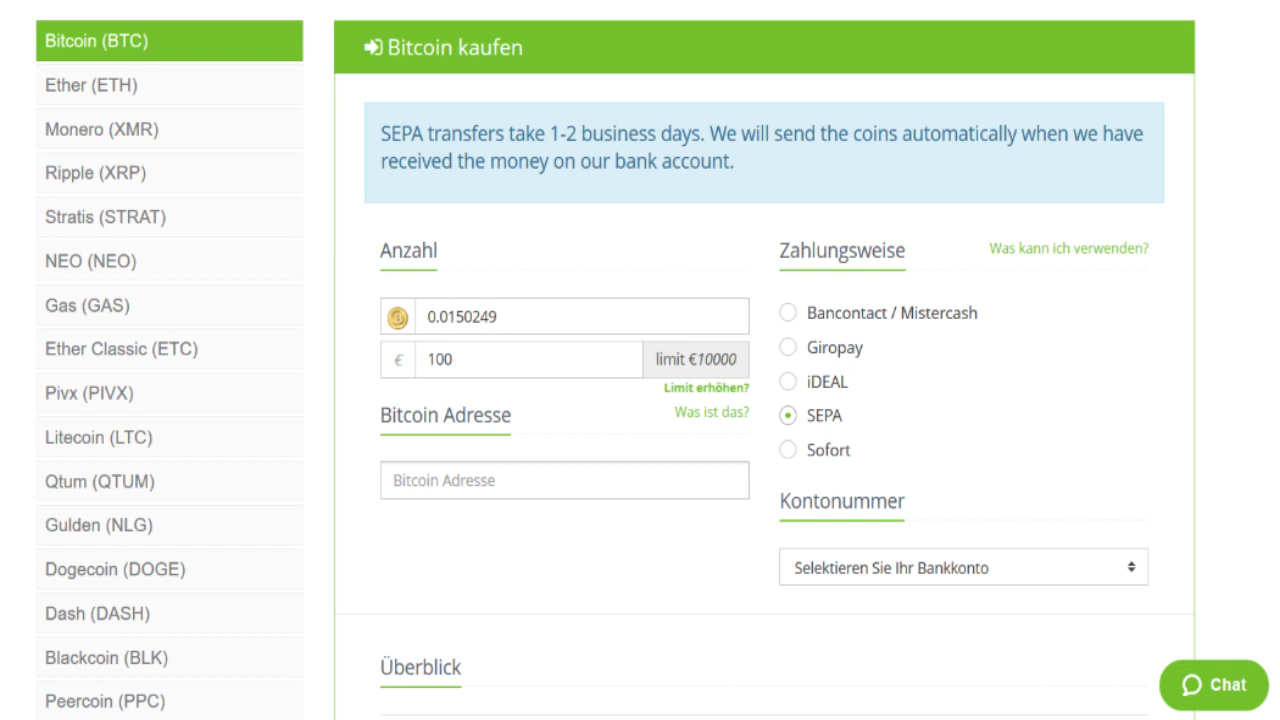 Bitcoin (BTC)
Ether (ETH)
Monero (XMR)
Ripple (XRP)
Stratis (STRAT)
NEO (NEO)
Gas (GAS)
Ether Classic (ETC)
Pivx (PIVX)
Litecoin (LTC)
Qtum (QTUM)
Gulden (NLG)
Dogecoin (DOGE)
Dash (DASH)
Blackcoin (BLK)
Peercoin (PPC)
Bitcoin kaufen
SEPA transfers take 1-2 business days. We will send the coins automatically when we have
received the money on our bank account.
Anzahl
0.0150249
€ 100 limit €10000
Limit erhöhen?
Bitcoin Adresse Was ist das?
Bitcoin Adresse
Zahlungsweise Was kann ich verwenden?
Bancontact / Mistercash
Giropay
iDEAL
SEPA
Sofort
Kontonummer
Selektieren Sie Ihr Bankkonto
Überblick
Chat